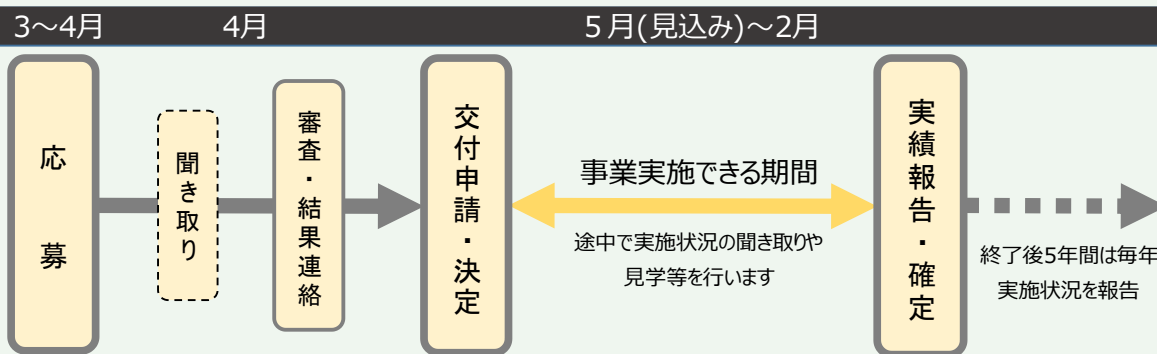 3～4月
4月
5月(見込み)～2月
応募
聞き取り
審査・結果連絡
交付申請・決定
事業実施できる期間
途中で実施状況の聞き取りや
見学等を行います
実績報告・確定
終了後5年間は毎年
実施状況を報告